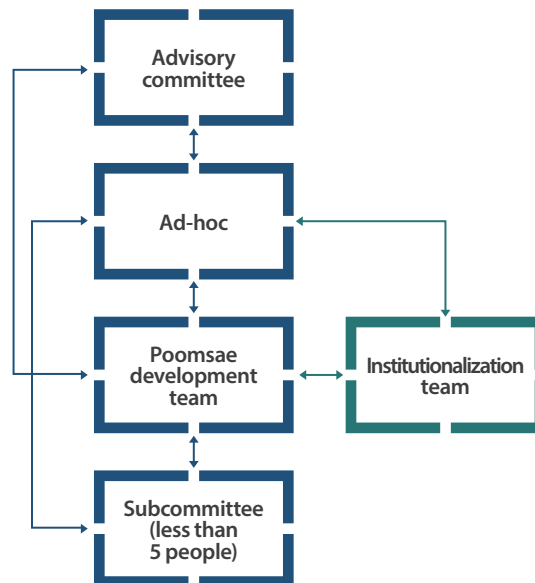 Advisory
committee
Ad-hoc
Poomsae
development
team
Institutionalization
team
Subcommittee
(less than
5 people)